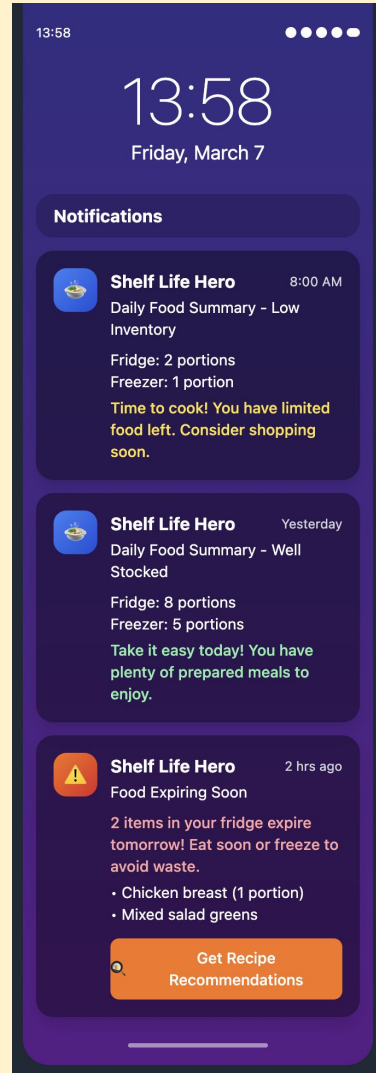 13:58
13:58
Friday, March 7
Notifications
Shelf Life Hero 8:00 AM
Daily Food Summary - Low
Inventory
Fridge: 2 portions
Freezer: 1 portion
Time to cook! You have limited
food left. Consider shopping
soon.
Shelf Life Hero Yesterday
Daily Food Summary - Well
Stocked
Fridge: 8 portions
Freezer: 5 portions
Take it easy today! You have
plenty of prepared meals to
enjoy.
Shelf Life Hero 2 hrs ago
Food Expiring Soon
2 items in your fridge expire
tomorrow! Eat soon or freeze to
avoid waste.
• Chicken breast (1 portion)
• Mixed salad greens
Get Recipe
Recommendations